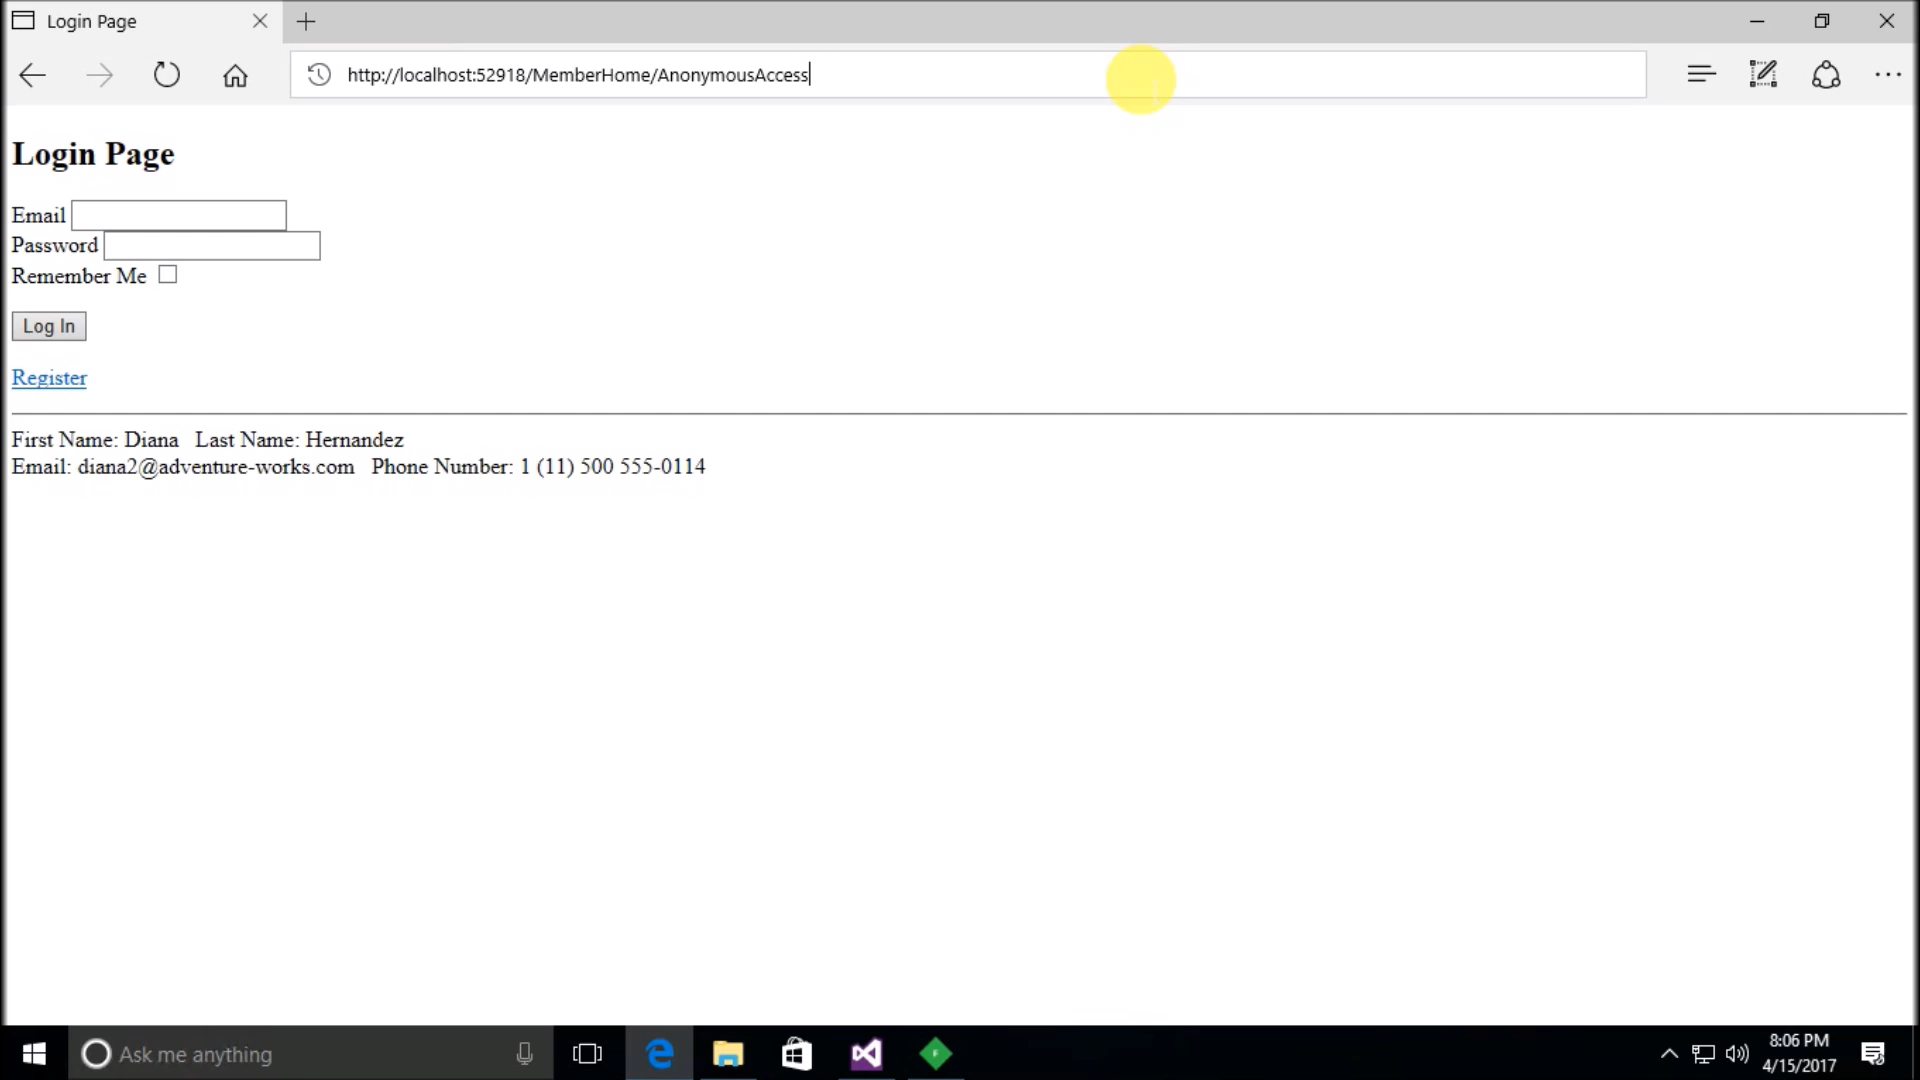 Login Page
http://localhost:52918/MemberHome/AnonymousAccess
Login Page
Email
Password
Remember Me
Log In
Register
First Name: Diana Last Name: Hernandez
Email: diana2@adventure-works.com Phone Number: 1 (11) 500 555-0114
Ask me anything
8:06 PM
4/15/2017